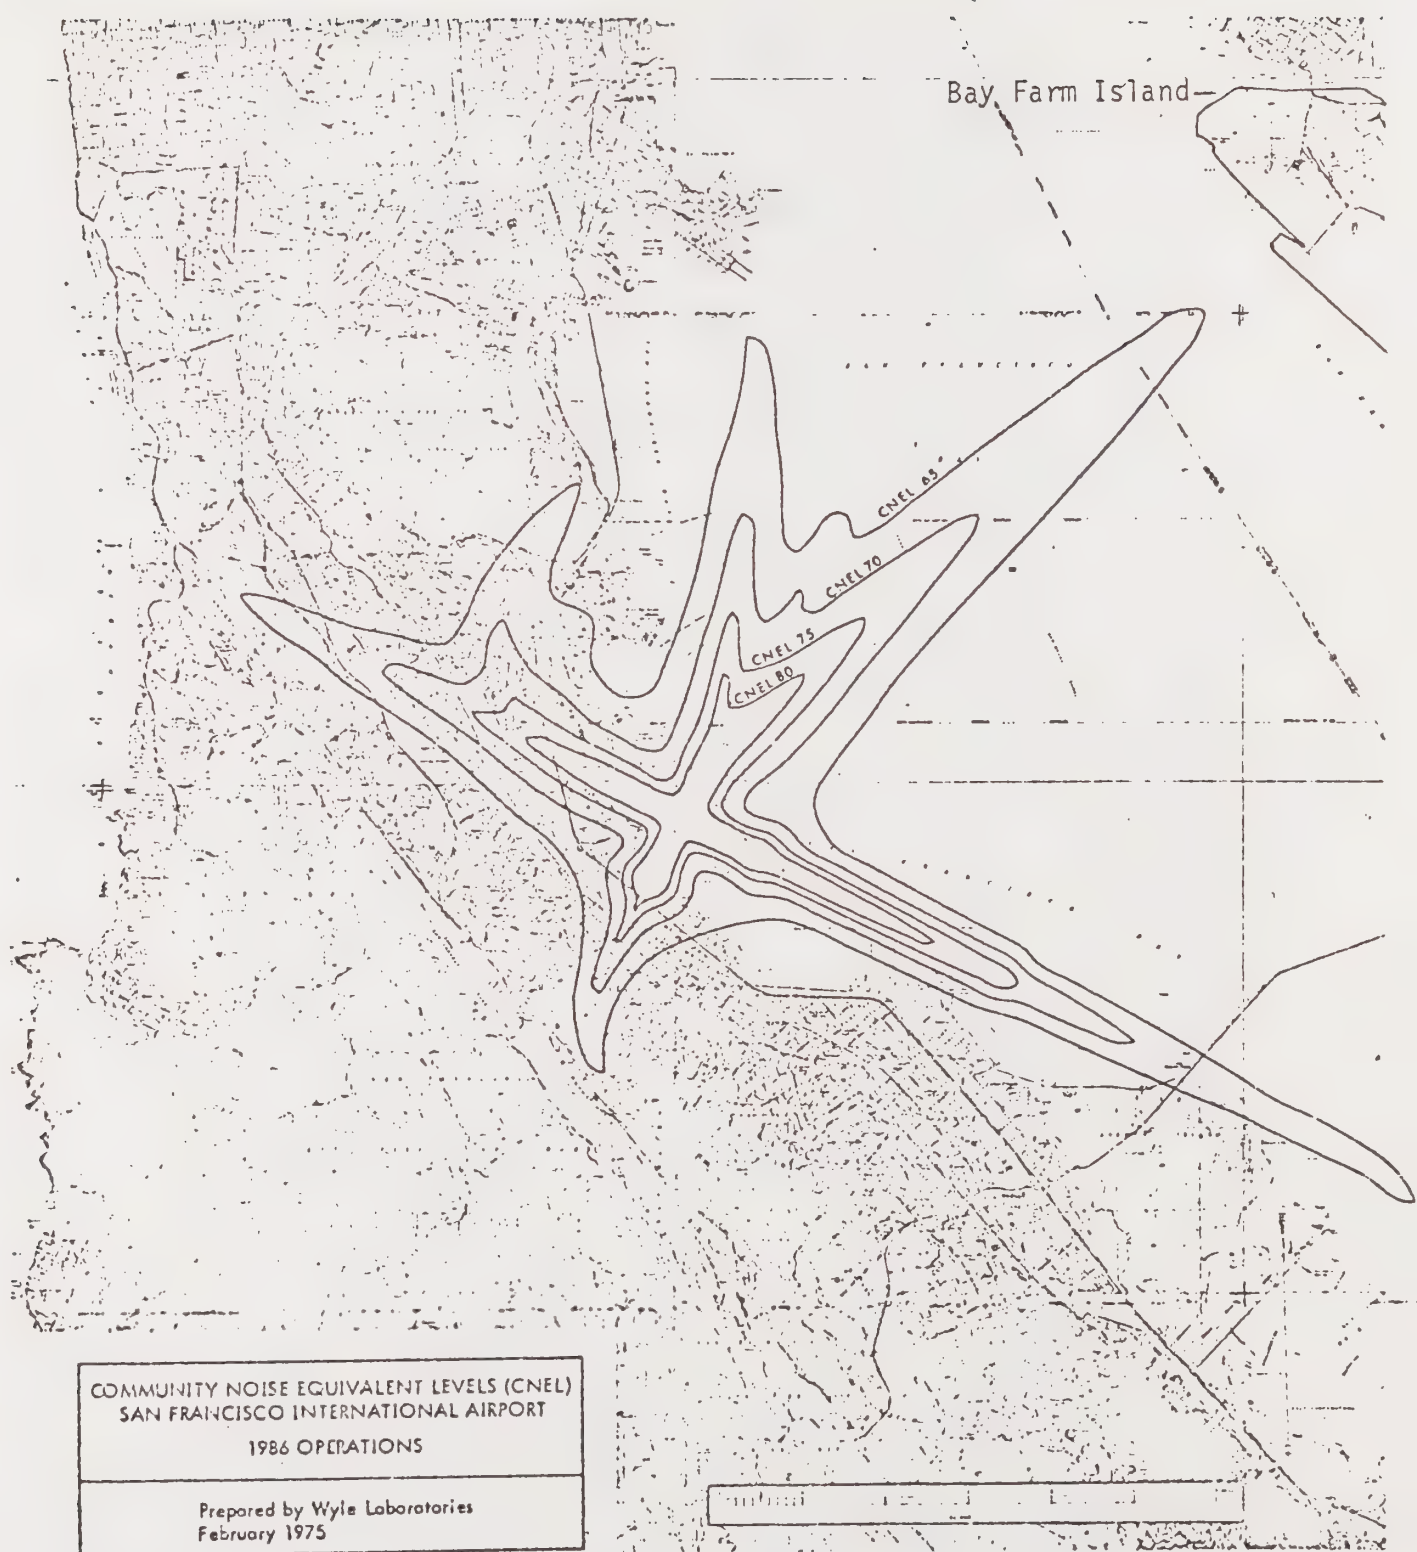 Bay Farm Island
CNEL 65
CNEL 70
CNEL 75
CNEL 80
COMMUNITY NOISE EQUIVALENT LEVELS (CNEL)
SAN FRANCISCO INTERNATIONAL AIRPORT
1986 OPERATIONS
Prepared by Wyle Laboratories
February 1975